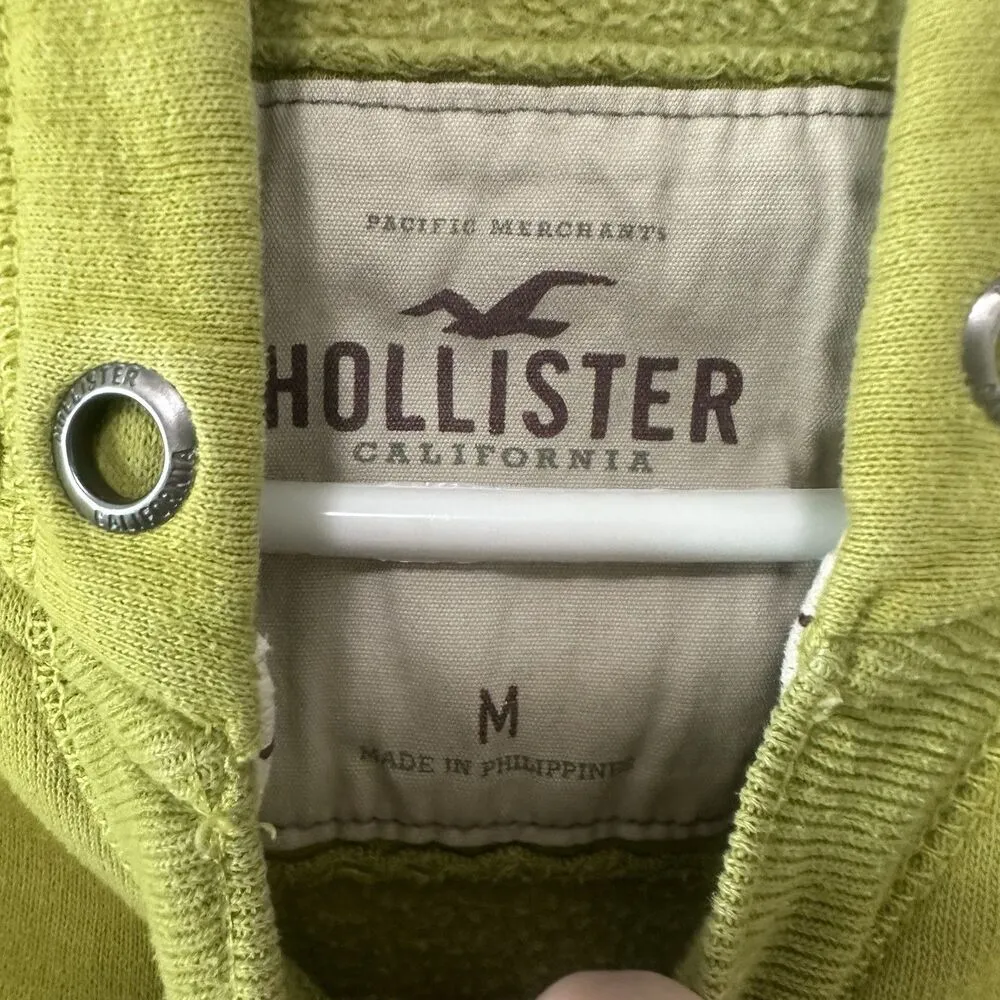 PACIFIC MERCHANTS
HOLLISTER
CALIFORNIA
HOLLISTER
CALIFORNIA
M
MADE IN PHILIPPINES